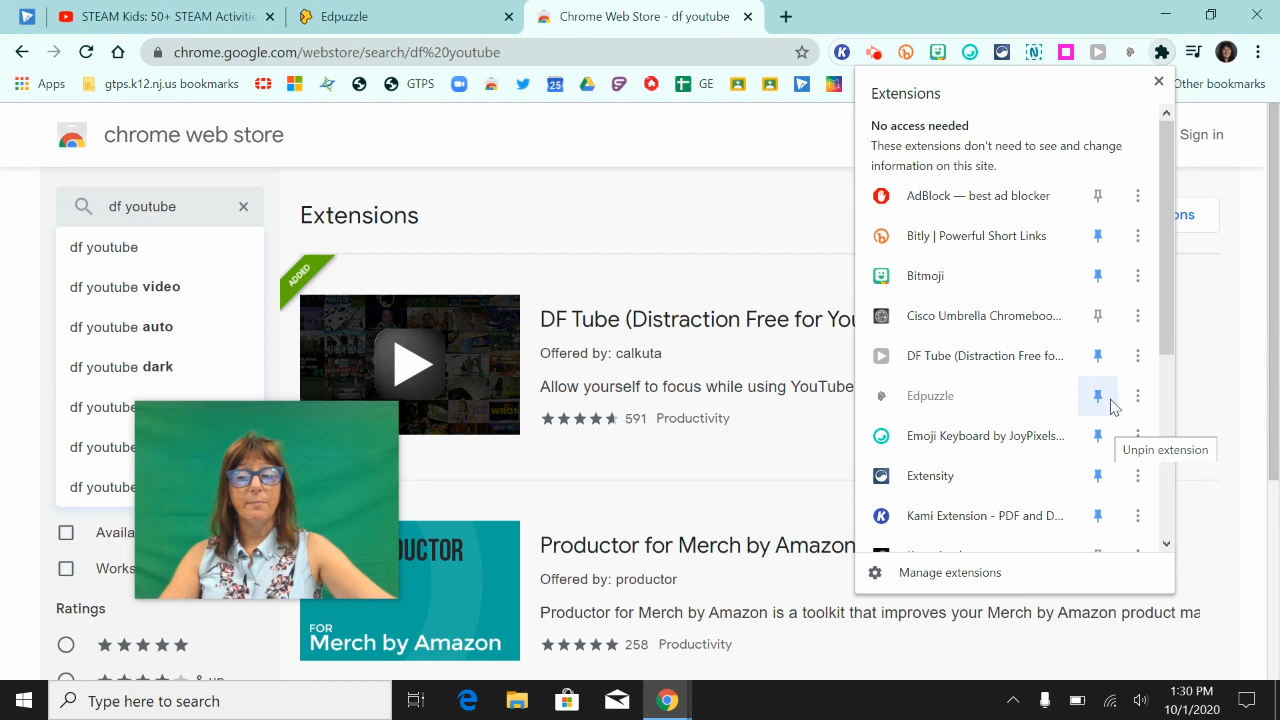 STEAM Kids: 50+ STEAM Activitie
Edpuzzle
Chrome Web Store - df youtube
chrome.google.com/webstore/search/df%20youtube
Apps
gtps.k12.nj.us bookmarks
GTPS
25
GE
Other bookmarks
chrome web store
Sign in
df youtube
df youtube
df youtube video
df youtube auto
df youtube dark
df youtube
df youtube
df youtube
Availa
Works
Ratings
& up
Extensions
ons
ADDED
WRONG
DF Tube (Distraction Free for You
Offered by: calkuta
Allow yourself to focus while using YouTube
591 Productivity
DUCTOR
FOR
Merch by Amazon
Productor for Merch by Amazon
Offered by: productor
Productor for Merch by Amazon is a toolkit that improves your Merch by Amazon product ma
258 Productivity
Extensions
No access needed
These extensions don't need to see and change
information on this site.
AdBlock — best ad blocker
Bitly | Powerful Short Links
Bitmoji
Cisco Umbrella Chromeboo...
DF Tube (Distraction Free fo...
Edpuzzle
Emoji Keyboard by JoyPixels...
Unpin extension
Extensity
Kami Extension - PDF and D...
Manage extensions
Type here to search
1:30 PM
10/1/2020